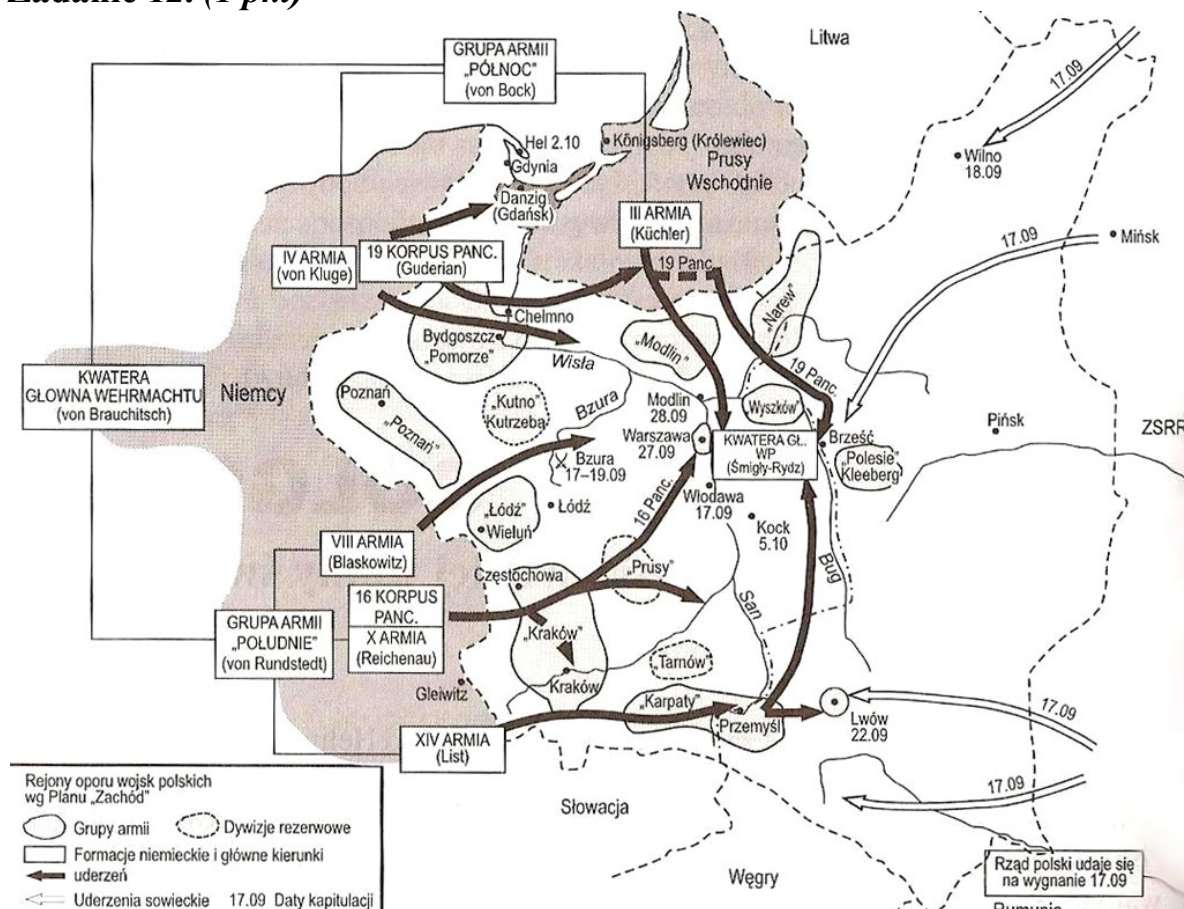 Zadanie 12. (1 pkt)
Litwa
GRUPA ARMII
„PÓŁNOC"
(von Bock)
17.09
Hel 2.10
Gdynia
Königsberg (Królewiec)
Prusy
Wschodnie
Wilno
18.09
Danzig
(Gdańsk)
III ARMIA
(Küchler)
17.09
Mińsk
IV ARMIA
(von Kluge)
19 KORPUS PANC.
(Guderian)
19 Panc.
„Narew"
Chełmno
Bydgoszcz
„Pomorze"
„Modlin"
Wisła
19 Panc.
KWATERA
GŁOWNA WEHRMACHTU
(von Brauchitsch)
Niemcy
Poznań
„Poznań"
„Kutno"
Kutrzeba
Bzura
Modlin
28.09
„Wyszków"
Warszawa
27.09
KWATERA GŁ.
WP
(Śmigły-Rydz)
Brześć
„Polesie"
Kleeberg
Pińsk
ZSRR
Bzura
17–19.09
16 Panc.
Włodawa
17.09
„Łódź"
Wieluń
Łódź
Kock
5.10
VIII ARMIA
(Blaskowitz)
Bug
Częstochowa
„Prusy"
16 KORPUS
PANC.
X ARMIA
(Reichenau)
San
GRUPA ARMII
„POŁUDNIE"
(von Rundstedt)
„Kraków"
„Tarnów"
Kraków
Gleiwitz
„Karpaty"
Przemyśl
Lwów
22.09
17.09
XIV ARMIA
(List)
17.09
Słowacja
Węgry
Rejony oporu wojsk polskich
wg Planu „Zachód"
Grupy armii
Dywizje rezerwowe
Formacje niemieckie i główne kierunki
uderzeń
Uderzenia sowieckie
17.09 Daty kapitulacji
Rząd polski udaje się
na wygnanie 17.09
Rumunia